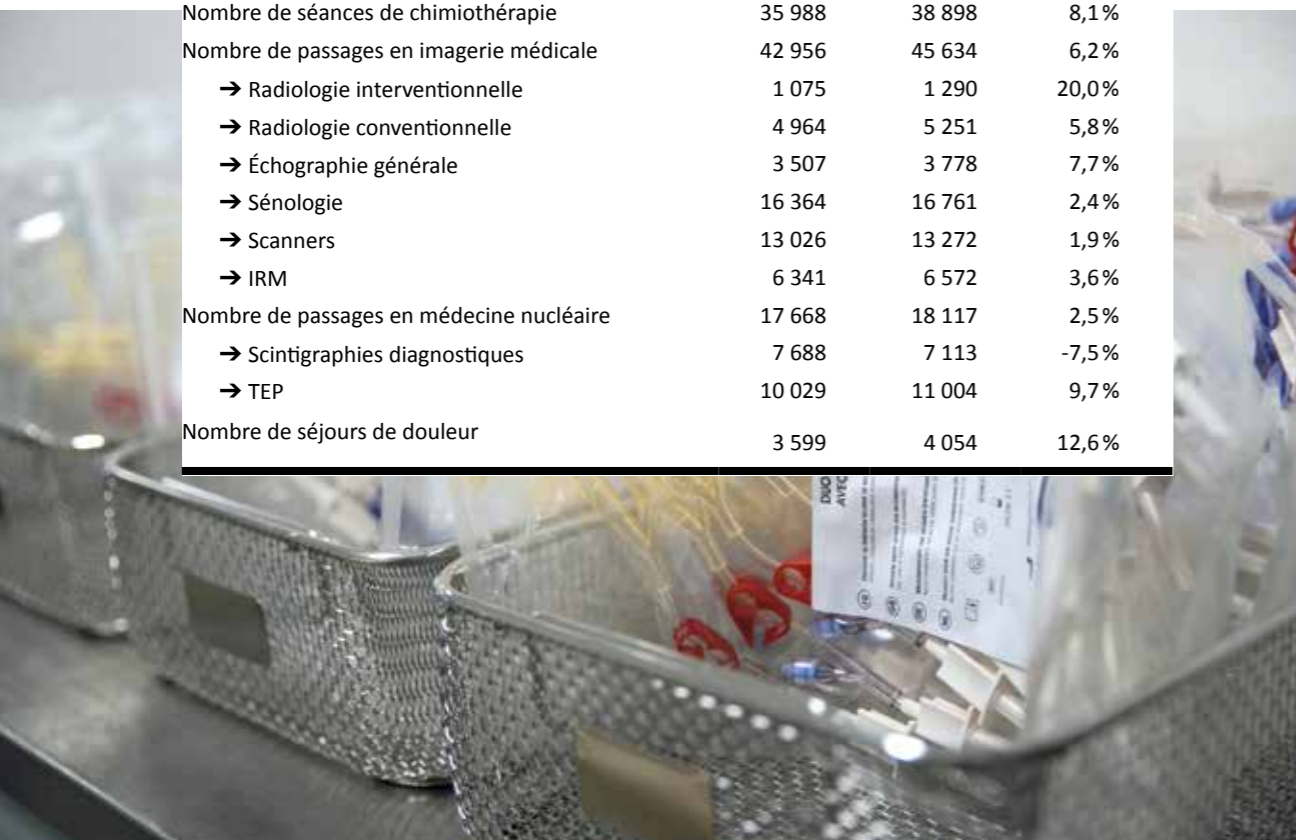 Nombre de séances de chimiothérapie 35 988 38 898 8,1%
Nombre de passages en imagerie médicale 42 956 45 634 6,2%
➔ Radiologie interventionnelle 1 075 1 290 20,0%
➔ Radiologie conventionnelle 4 964 5 251 5,8%
➔ Échographie générale 3 507 3 778 7,7%
➔ Sénologie 16 364 16 761 2,4%
➔ Scanners 13 026 13 272 1,9%
➔ IRM 6 341 6 572 3,6%
Nombre de passages en médecine nucléaire 17 668 18 117 2,5%
➔ Scintigraphies diagnostiques 7 688 7 113 -7,5%
➔ TEP 10 029 11 004 9,7%
Nombre de séjours de douleur 3 599 4 054 12,6%
AVEC